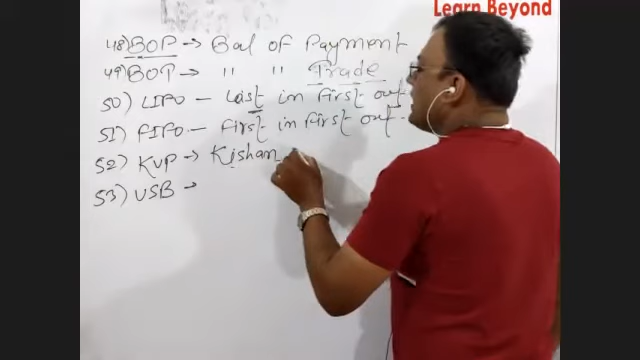 Learn Beyond
48) BOP → Bal of Payment
49) BOT → " " Trade
50) LIFO - Last in First out
51) FIFO - First in First out.
52) KVP → Kishan
53) USB →